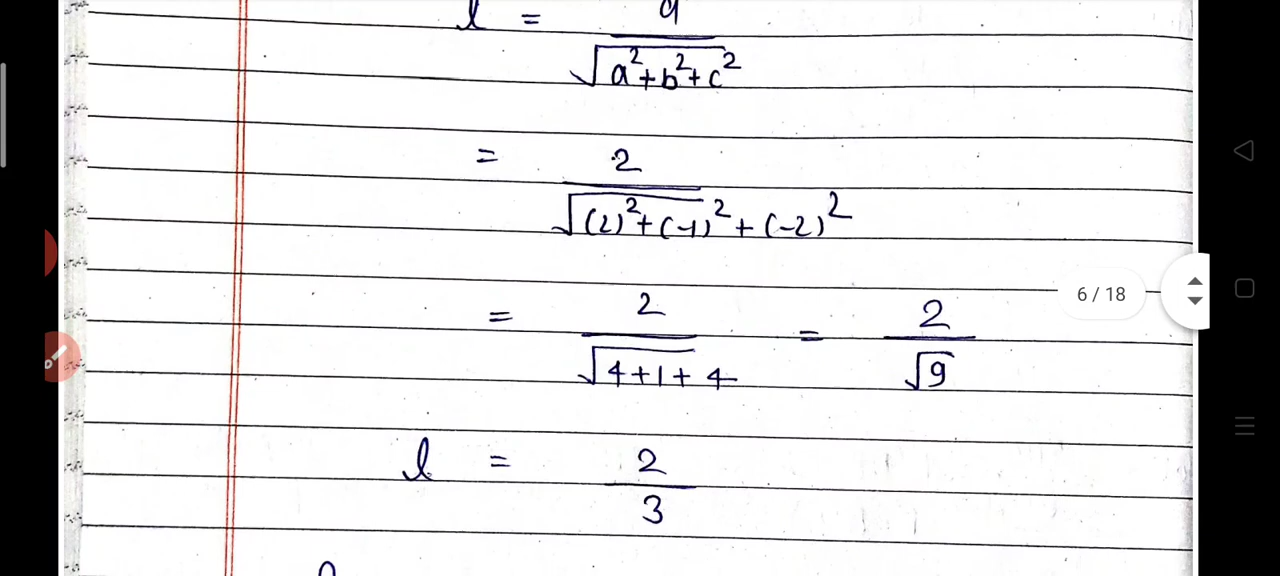 l = a
√a²+b²+c²
= 2
√(2)²+(-1)²+(-2)²
6 / 18
= 2 = 2
√4+1+4 √9
l = 2
3